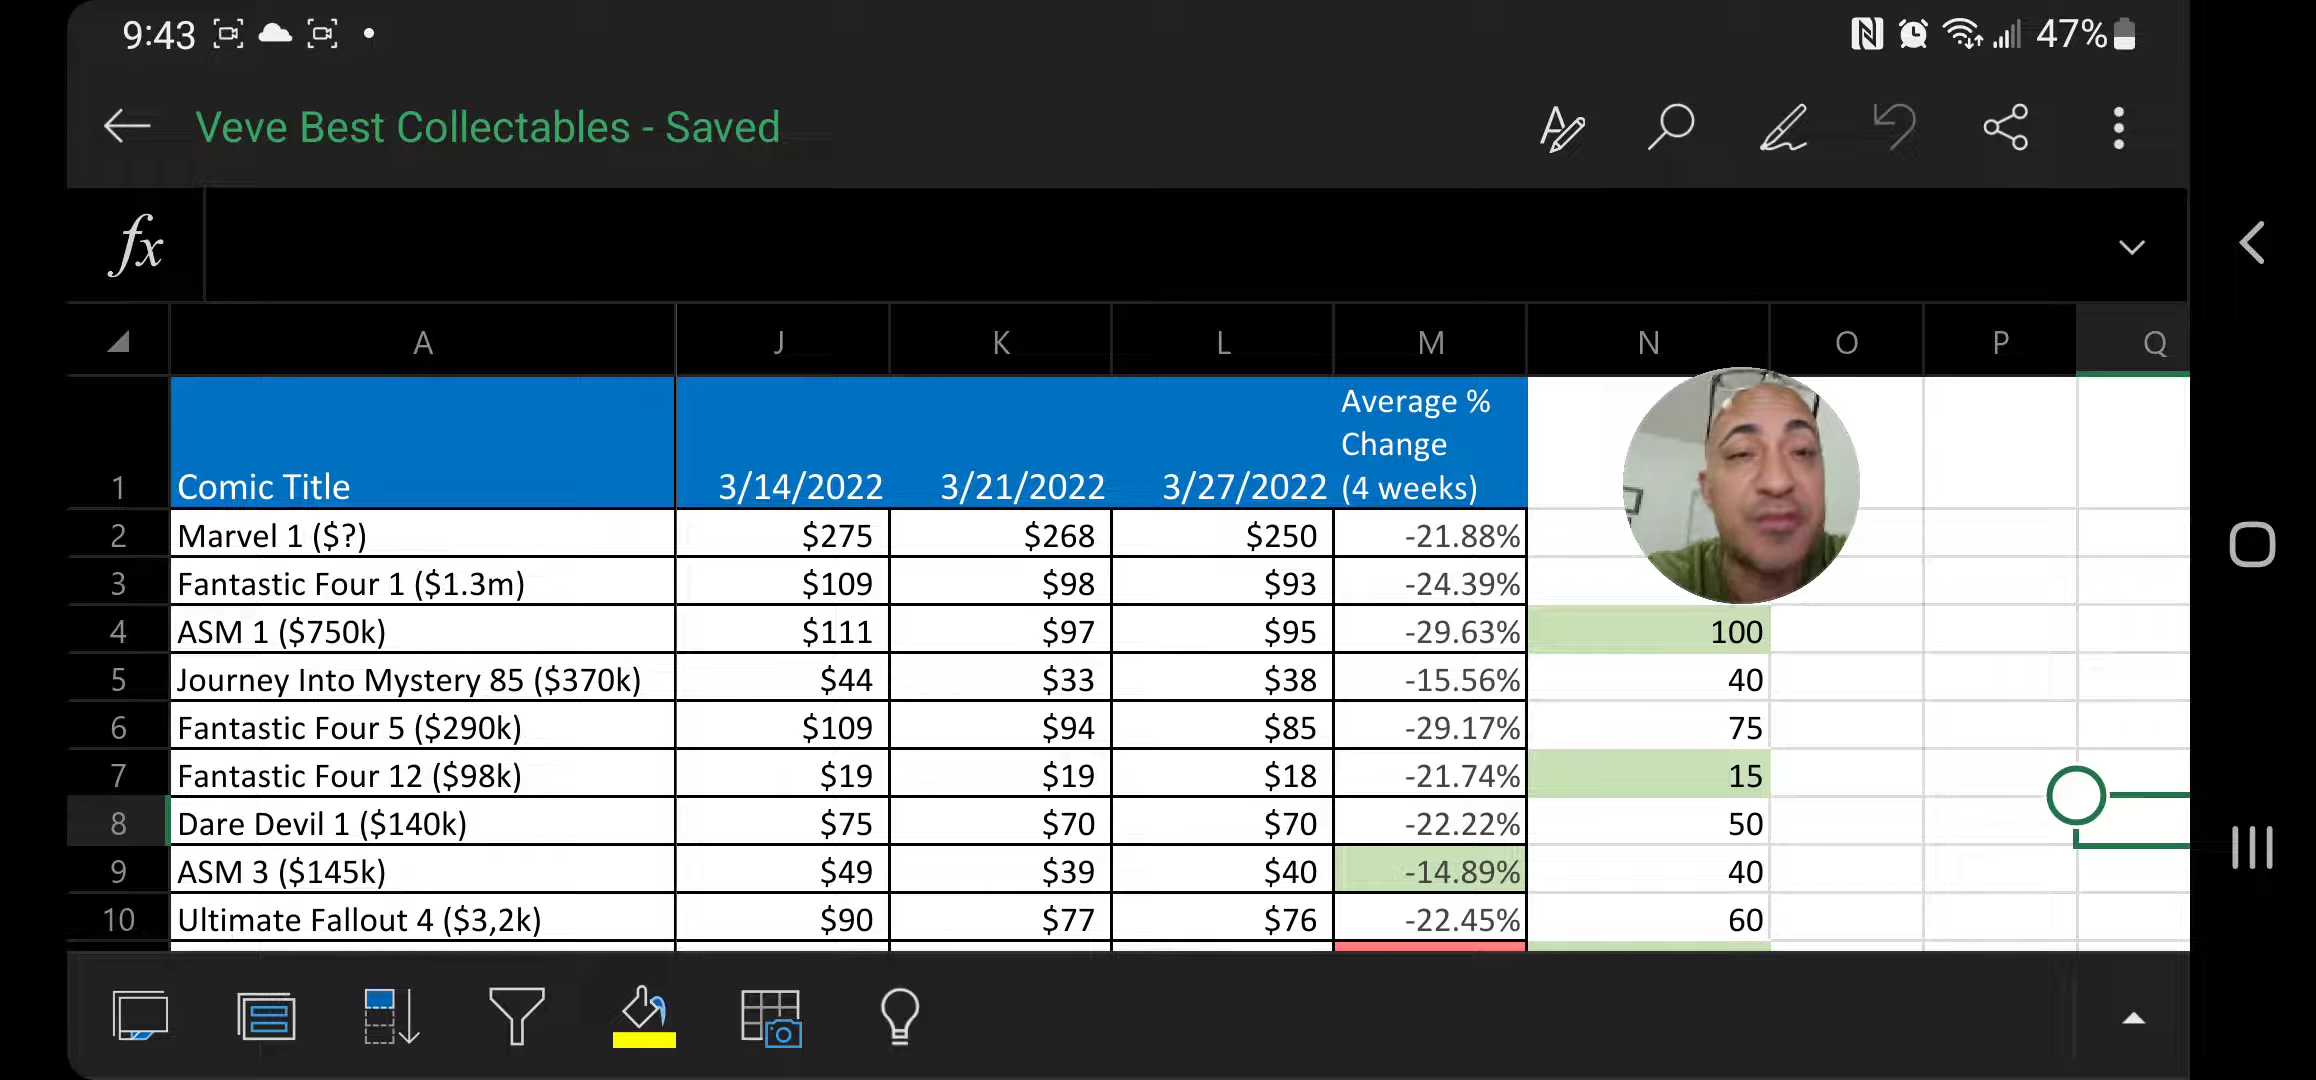 9:43 47%
Veve Best Collectables - Saved
fx
A J K L M N O P Q
Average %
Change
1 Comic Title 3/14/2022 3/21/2022 3/27/2022 (4 weeks)
2 Marvel 1 ($?) $275 $268 $250 -21.88%
3 Fantastic Four 1 ($1.3m) $109 $98 $93 -24.39%
4 ASM 1 ($750k) $111 $97 $95 -29.63% 100
5 Journey Into Mystery 85 ($370k) $44 $33 $38 -15.56% 40
6 Fantastic Four 5 ($290k) $109 $94 $85 -29.17% 75
7 Fantastic Four 12 ($98k) $19 $19 $18 -21.74% 15
8 Dare Devil 1 ($140k) $75 $70 $70 -22.22% 50
9 ASM 3 ($145k) $49 $39 $40 -14.89% 40
10 Ultimate Fallout 4 ($3,2k) $90 $77 $76 -22.45% 60